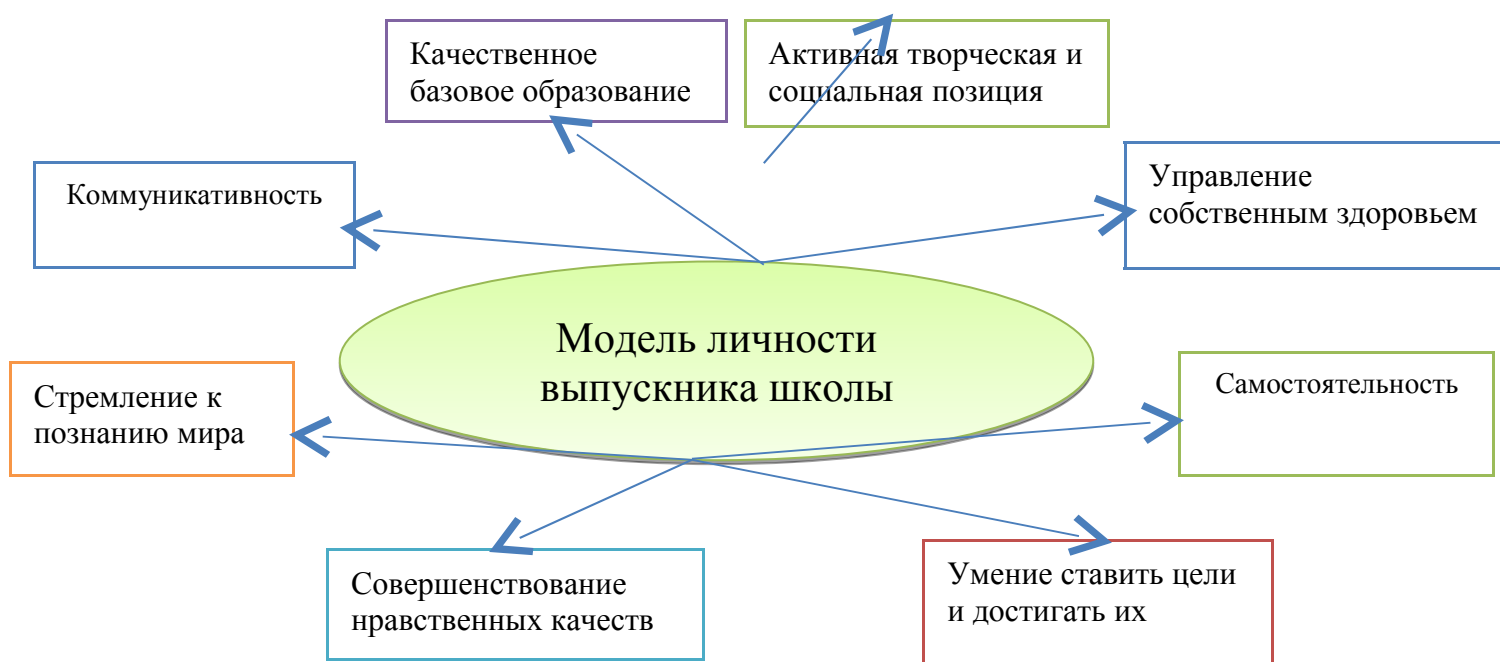 Качественное
базовое образование
Активная творческая и
социальная позиция
Коммуникативность
Управление
собственным здоровьем
Модель личности
выпускника школы
Стремление к
познанию мира
Самостоятельность
Совершенствование
нравственных качеств
Умение ставить цели
и достигать их